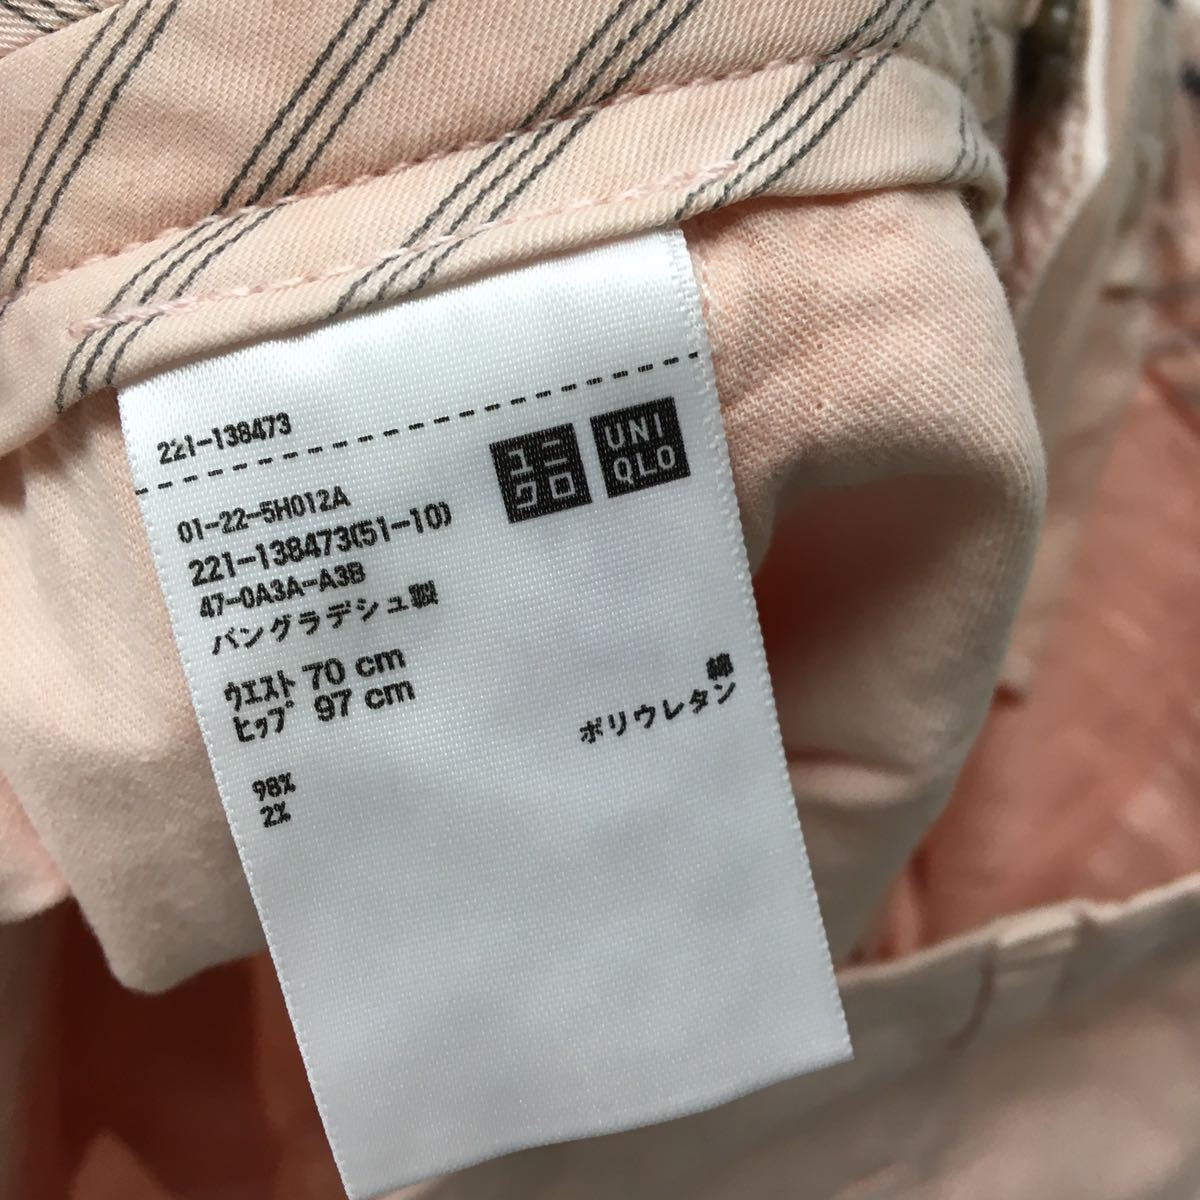 221-138473
ユニ
クロ
UNI
QLO
01-22-5H012A
221-138473(51-10)
47-0A3A-A3B
バングラデシュ製
ウエスト 70 cm
ヒップ 97 cm
綿
ポリウレタン
98%
2%